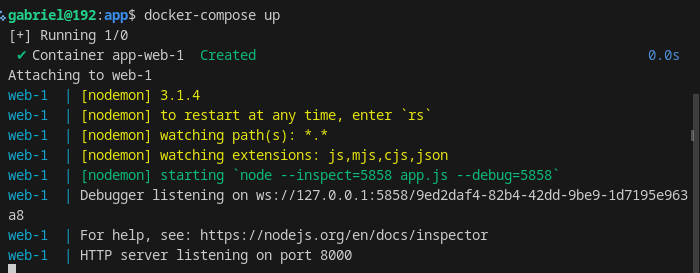 gabriel@192:app$ docker-compose up
[+] Running 1/0
✔ Container app-web-1  Created  0.0s
Attaching to web-1
web-1  | [nodemon] 3.1.4
web-1  | [nodemon] to restart at any time, enter `rs`
web-1  | [nodemon] watching path(s): *.*
web-1  | [nodemon] watching extensions: js,mjs,cjs,json
web-1  | [nodemon] starting `node --inspect=5858 app.js --debug=5858`
web-1  | Debugger listening on ws://127.0.0.1:5858/9ed2daf4-82b4-42dd-9be9-1d7195e963
a8
web-1  | For help, see: https://nodejs.org/en/docs/inspector
web-1  | HTTP server listening on port 8000